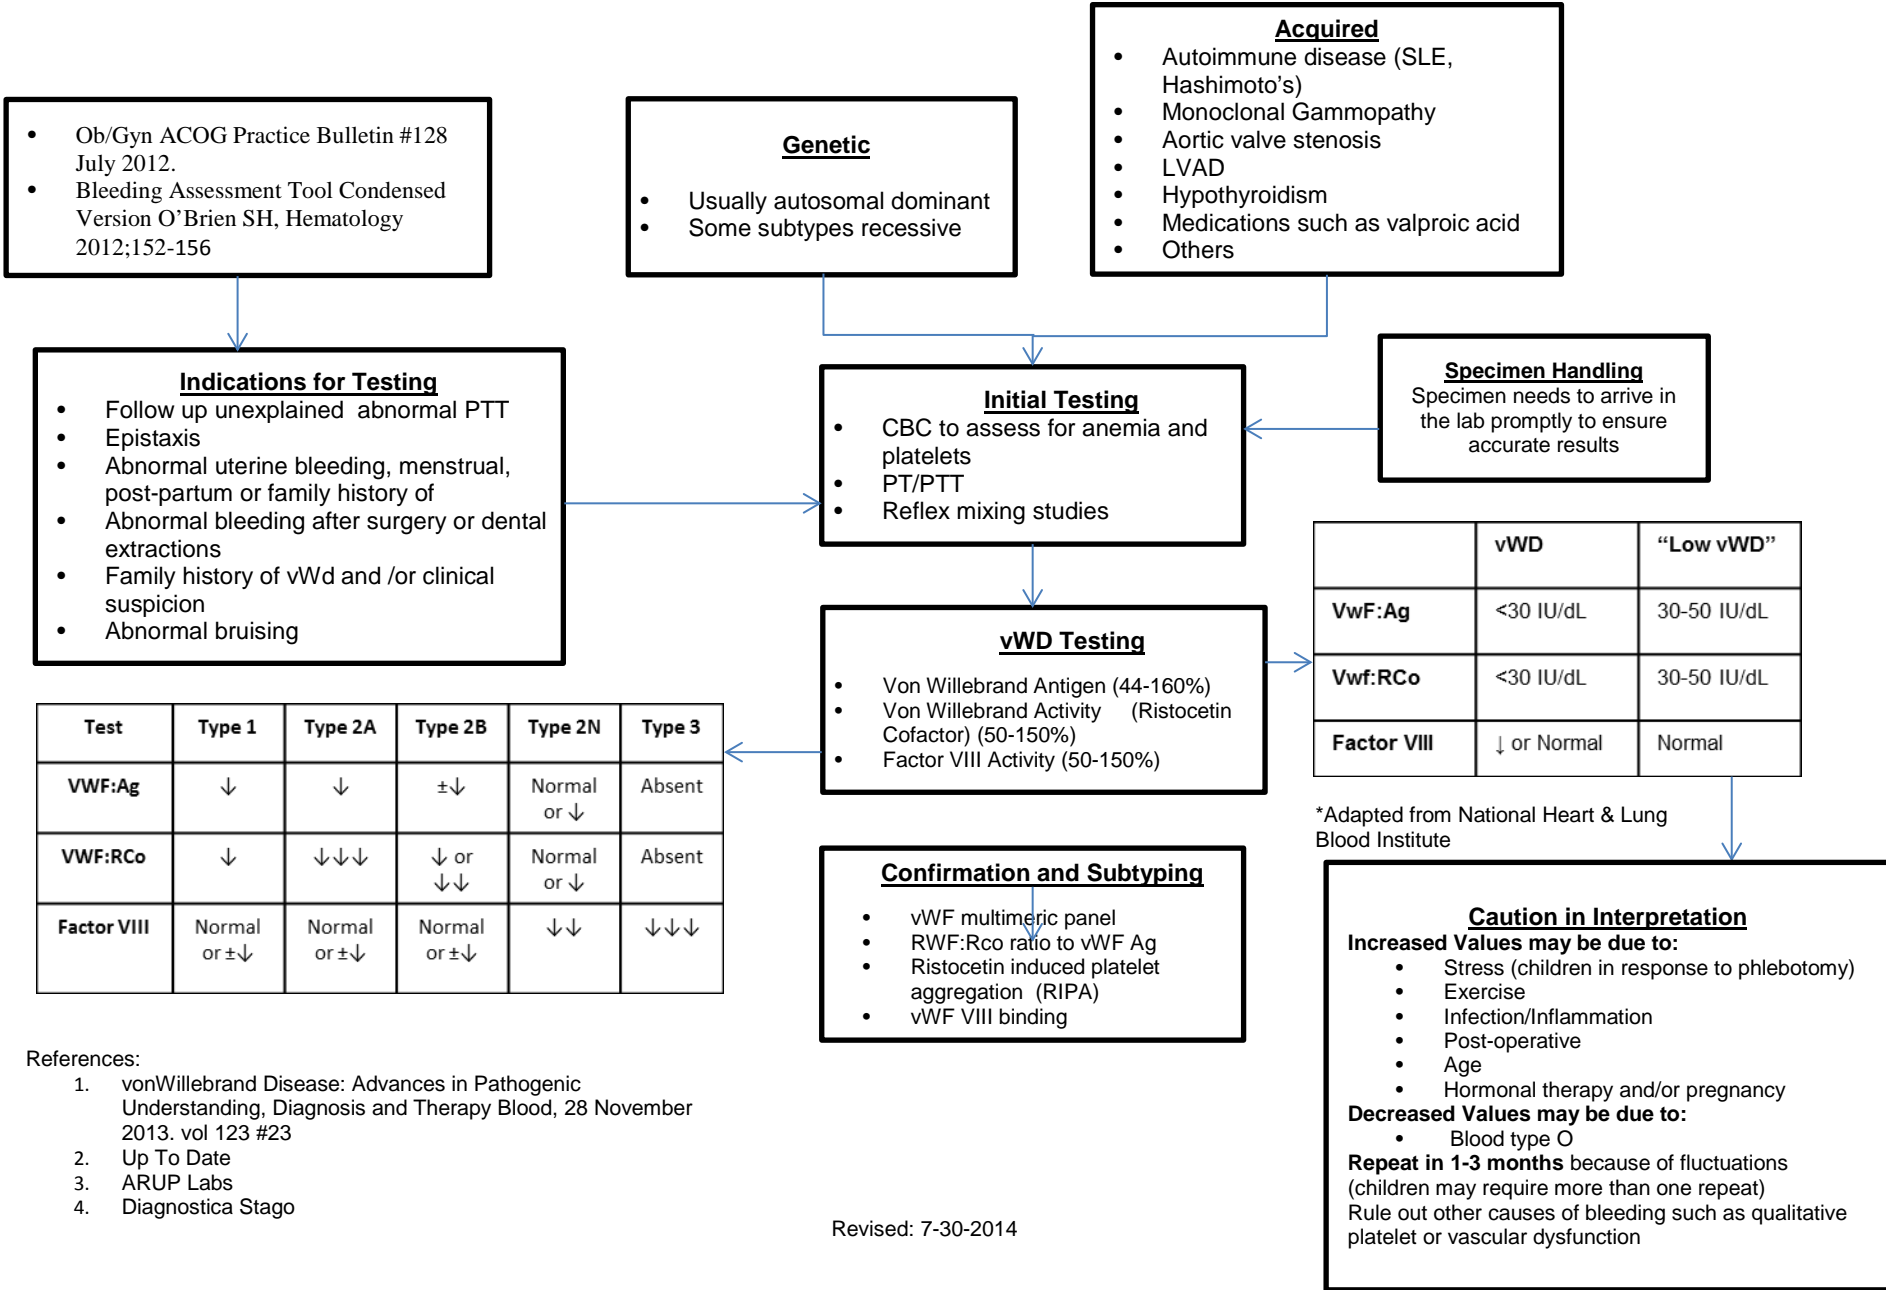 Acquired
• Autoimmune disease (SLE,
Hashimoto’s)
• Monoclonal Gammopathy
• Aortic valve stenosis
• LVAD
• Hypothyroidism
• Medications such as valproic acid
• Others
• Ob/Gyn ACOG Practice Bulletin #128
July 2012.
• Bleeding Assessment Tool Condensed
Version O’Brien SH, Hematology
2012;152-156
Genetic
• Usually autosomal dominant
• Some subtypes recessive
Indications for Testing
• Follow up unexplained abnormal PTT
• Epistaxis
• Abnormal uterine bleeding, menstrual,
post-partum or family history of
• Abnormal bleeding after surgery or dental
extractions
• Family history of vWd and /or clinical
suspicion
• Abnormal bruising
Initial Testing
• CBC to assess for anemia and
platelets
• PT/PTT
• Reflex mixing studies
Specimen Handling
Specimen needs to arrive in
the lab promptly to ensure
accurate results
vWD Testing
• Von Willebrand Antigen (44-160%)
• Von Willebrand Activity (Ristocetin
Cofactor) (50-150%)
• Factor VIII Activity (50-150%)
vWD “Low vWD”
VwF:Ag <30 IU/dL 30-50 IU/dL
Vwf:RCo <30 IU/dL 30-50 IU/dL
Factor VIII ↓ or Normal Normal
*Adapted from National Heart & Lung
Blood Institute
Test Type 1 Type 2A Type 2B Type 2N Type 3
VWF:Ag ↓ ↓ ±↓ Normal or ↓ Absent
VWF:RCo ↓ ↓↓↓ ↓ or ↓↓ Normal or ↓ Absent
Factor VIII Normal or ±↓ Normal or ±↓ Normal or ±↓ ↓↓ ↓↓↓
Confirmation and Subtyping
• vWF multimeric panel
• RWF:Rco ratio to vWF Ag
• Ristocetin induced platelet
aggregation (RIPA)
• vWF VIII binding
Caution in Interpretation
Increased Values may be due to:
• Stress (children in response to phlebotomy)
• Exercise
• Infection/Inflammation
• Post-operative
• Age
• Hormonal therapy and/or pregnancy
Decreased Values may be due to:
• Blood type O
Repeat in 1-3 months because of fluctuations
(children may require more than one repeat)
Rule out other causes of bleeding such as qualitative
platelet or vascular dysfunction
References:
1. vonWillebrand Disease: Advances in Pathogenic
Understanding, Diagnosis and Therapy Blood, 28 November
2013. vol 123 #23
2. Up To Date
3. ARUP Labs
4. Diagnostica Stago
Revised: 7-30-2014